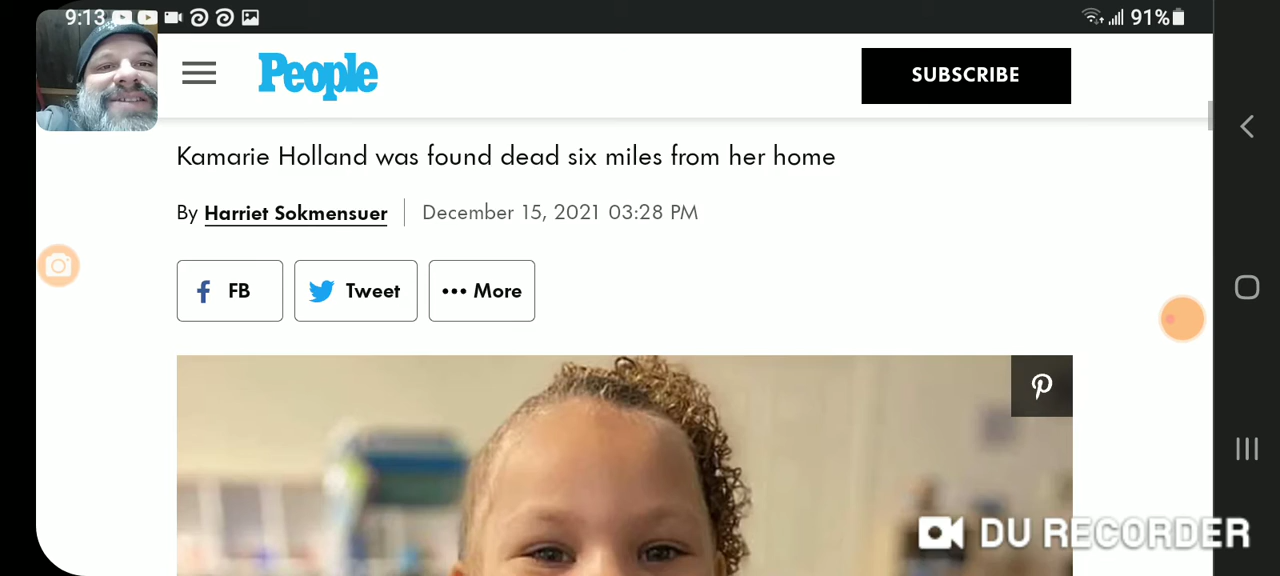 9:13
91%
People
SUBSCRIBE
Kamarie Holland was found dead six miles from her home
By Harriet Sokmensuer December 15, 2021 03:28 PM
FB Tweet More
DU RECORDER